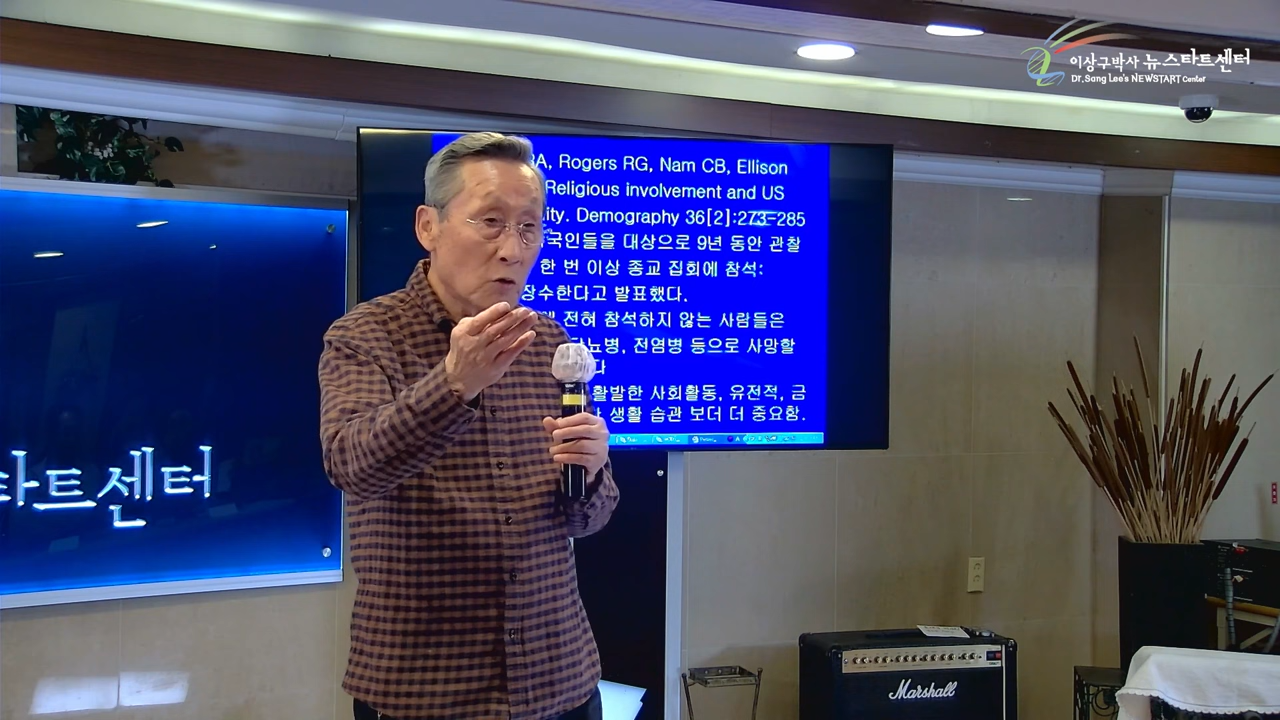 이상구박사 뉴스타트센터
Dr. Sang Lee's NEWSTART Center
RA, Rogers RG, Nam CB, Ellison
Religious involvement and US
ity. Demography 36[2]:273-285
국인들을 대상으로 9년 동안 관찰
한 번 이상 종교 집회에 참석:
장수한다고 발표했다.
전혀 참석하지 않는 사람들은
당뇨병, 전염병 등으로 사망할
다
활발한 사회활동, 유전적, 금
생활 습관 보더 더 중요함.
타트센터
Marshall